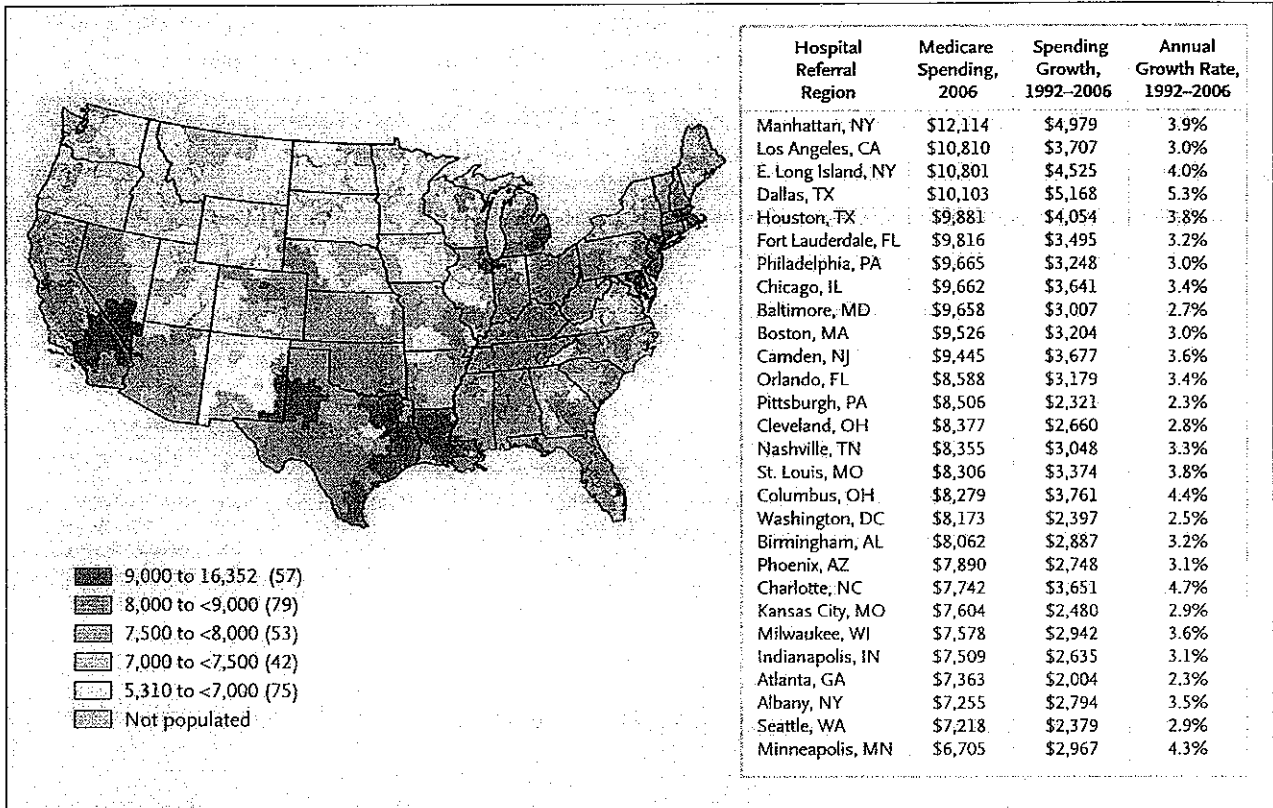 Hospital Referral Region Medicare Spending, 2006 Spending Growth, 1992–2006 Annual Growth Rate, 1992–2006
Manhattan, NY $12,114 $4,979 3.9%
Los Angeles, CA $10,810 $3,707 3.0%
E. Long Island, NY $10,801 $4,525 4.0%
Dallas, TX $10,103 $5,168 5.3%
Houston, TX $9,881 $4,054 3.8%
Fort Lauderdale, FL $9,816 $3,495 3.2%
Philadelphia, PA $9,665 $3,248 3.0%
Chicago, IL $9,662 $3,641 3.4%
Baltimore, MD $9,658 $3,007 2.7%
Boston, MA $9,526 $3,204 3.0%
Camden, NJ $9,445 $3,677 3.6%
Orlando, FL $8,588 $3,179 3.4%
Pittsburgh, PA $8,506 $2,321 2.3%
Cleveland, OH $8,377 $2,660 2.8%
Nashville, TN $8,355 $3,048 3.3%
St. Louis, MO $8,306 $3,374 3.8%
Columbus, OH $8,279 $3,761 4.4%
Washington, DC $8,173 $2,397 2.5%
Birmingham, AL $8,062 $2,887 3.2%
Phoenix, AZ $7,890 $2,748 3.1%
Charlotte, NC $7,742 $3,651 4.7%
Kansas City, MO $7,604 $2,480 2.9%
Milwaukee, WI $7,578 $2,942 3.6%
Indianapolis, IN $7,509 $2,635 3.1%
Atlanta, GA $7,363 $2,004 2.3%
Albany, NY $7,255 $2,794 3.5%
Seattle, WA $7,218 $2,379 2.9%
Minneapolis, MN $6,705 $2,967 4.3%
9,000 to 16,352 (57)
8,000 to <9,000 (79)
7,500 to <8,000 (53)
7,000 to <7,500 (42)
5,310 to <7,000 (75)
Not populated